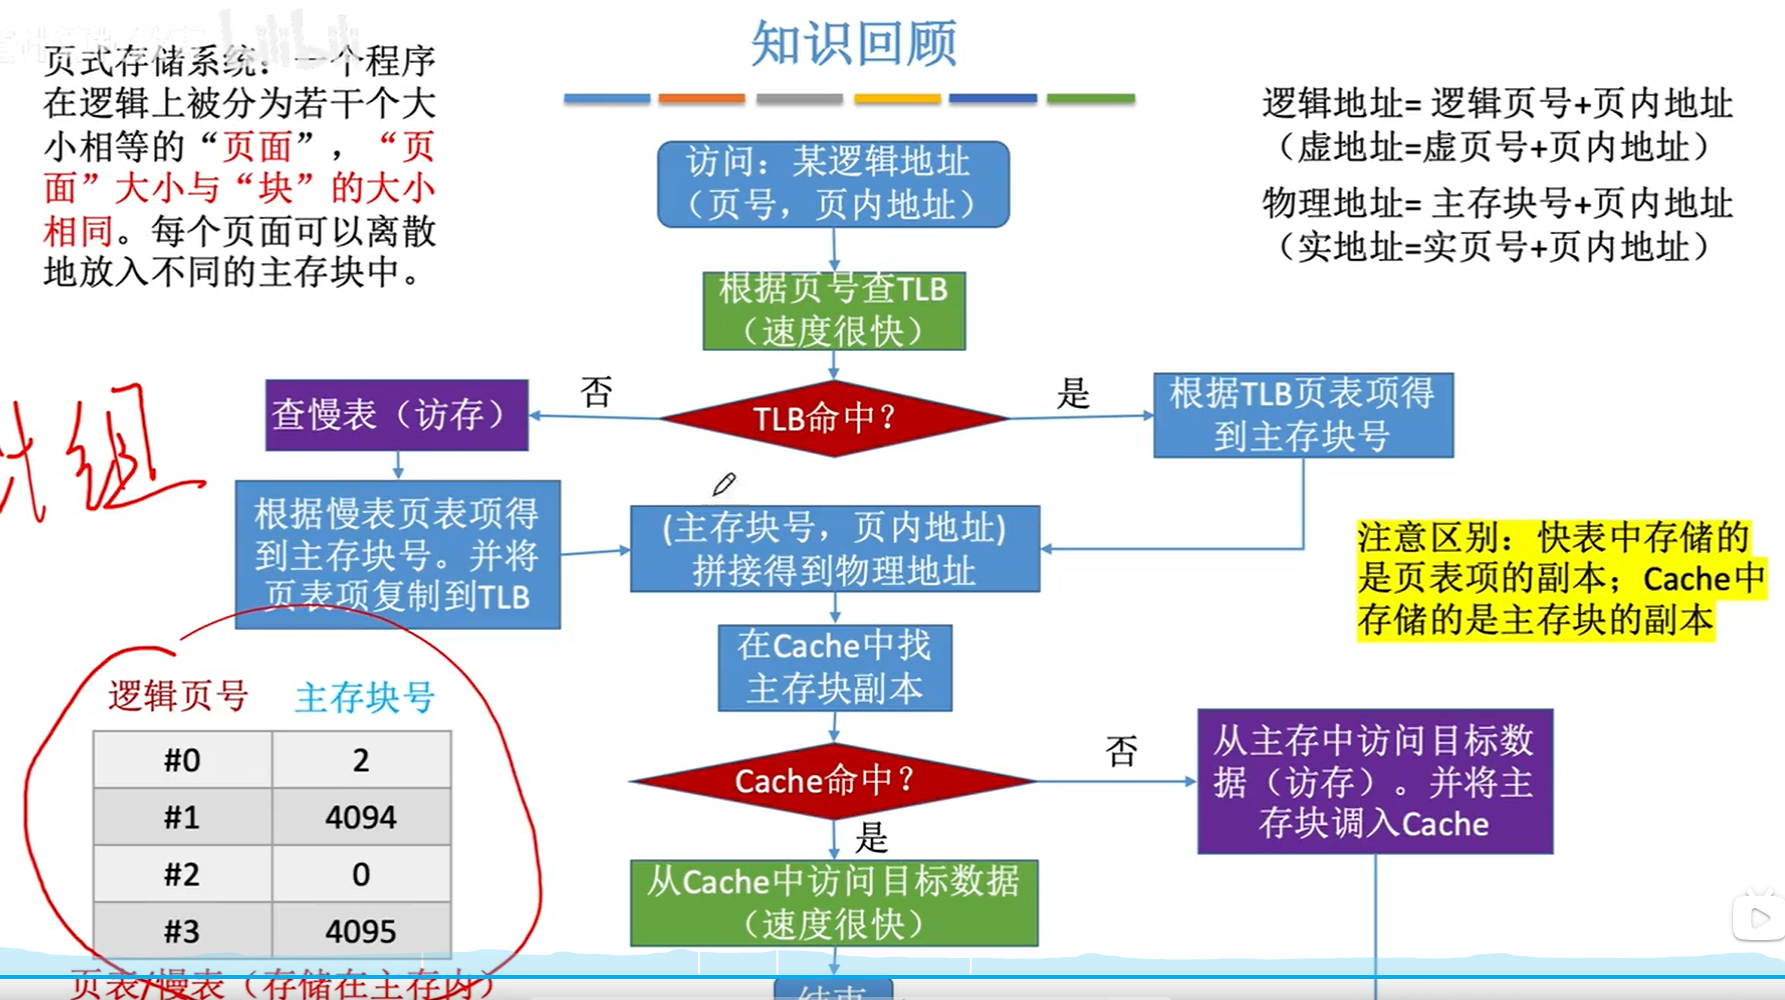 知识回顾
页式存储系统：一个程序
在逻辑上被分为若干个大
小相等的“页面”，“页
面”大小与“块”的大小
相同。每个页面可以离散
地放入不同的主存块中。
逻辑地址= 逻辑页号+页内地址
（虚地址=虚页号+页内地址）
物理地址= 主存块号+页内地址
（实地址=实页号+页内地址）
访问：某逻辑地址
（页号，页内地址）
根据页号查TLB
（速度很快）
TLB命中？
否
是
查慢表（访存）
根据TLB页表项得
到主存块号
计组
根据慢表页表项得
到主存块号。并将
页表项复制到TLB
(主存块号，页内地址)
拼接得到物理地址
注意区别：快表中存储的
是页表项的副本；Cache中
存储的是主存块的副本
在Cache中找
主存块副本
Cache命中？
否
是
从主存中访问目标数
据（访存）。并将主
存块调入Cache
从Cache中访问目标数据
（速度很快）
结束
逻辑页号 主存块号
#0 2
#1 4094
#2 0
#3 4095
页表/慢表（存储在主存内）